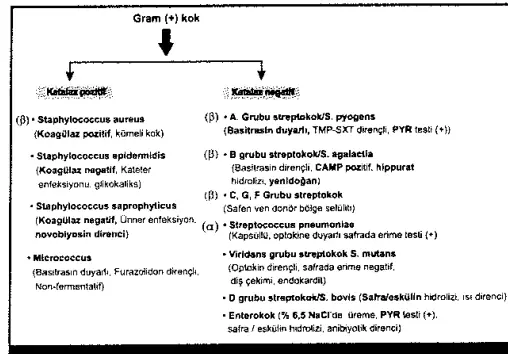 Gram (+) kok
Katalaz pozitif
(β) • Staphylococcus aureus
(Koagülaz pozitif, kümeli kok)
• Staphylococcus epidermidis
(Koagülaz negatif, Kateter
enfeksiyonu, glikokaliks)
• Staphylococcus saprophyticus
(Koagülaz negatif, Ünner enfeksiyon,
novobiyosin direnci)
• Micrococcus
(Basitrasin duyarlı, Furazolidon dirençli,
Non-fermentatif)
Katalaz negatif
(β) • A. Grubu streptokok/S. pyogens
(Basitrasin duyarlı, TMP-SXT dirençli, PYR testi (+))
(β) • B grubu streptokok/S. agalactia
(Basitrasin dirençli, CAMP pozitif, hippurat
hidrolizi, yenidoğan)
(β) • C, G, F Grubu streptokok
(Safen ven donör bölge selüliti)
(α) • Streptococcus pneumoniae
(Kapsüllü, optokine duyarlı safrada erime testi (+)
• Viridans grubu streptokok S. mutans
(Optokin dirençli, safrada erime negatif,
diş çekimi, endokardit)
• D grubu streptokok/S. bovis (Safra/eskülin hidrolizi, ısı direnci)
• Enterokok (% 6,5 NaCl'de üreme, PYR testi (+),
safra / eskülin hidrolizi, anibiyotik direnci)